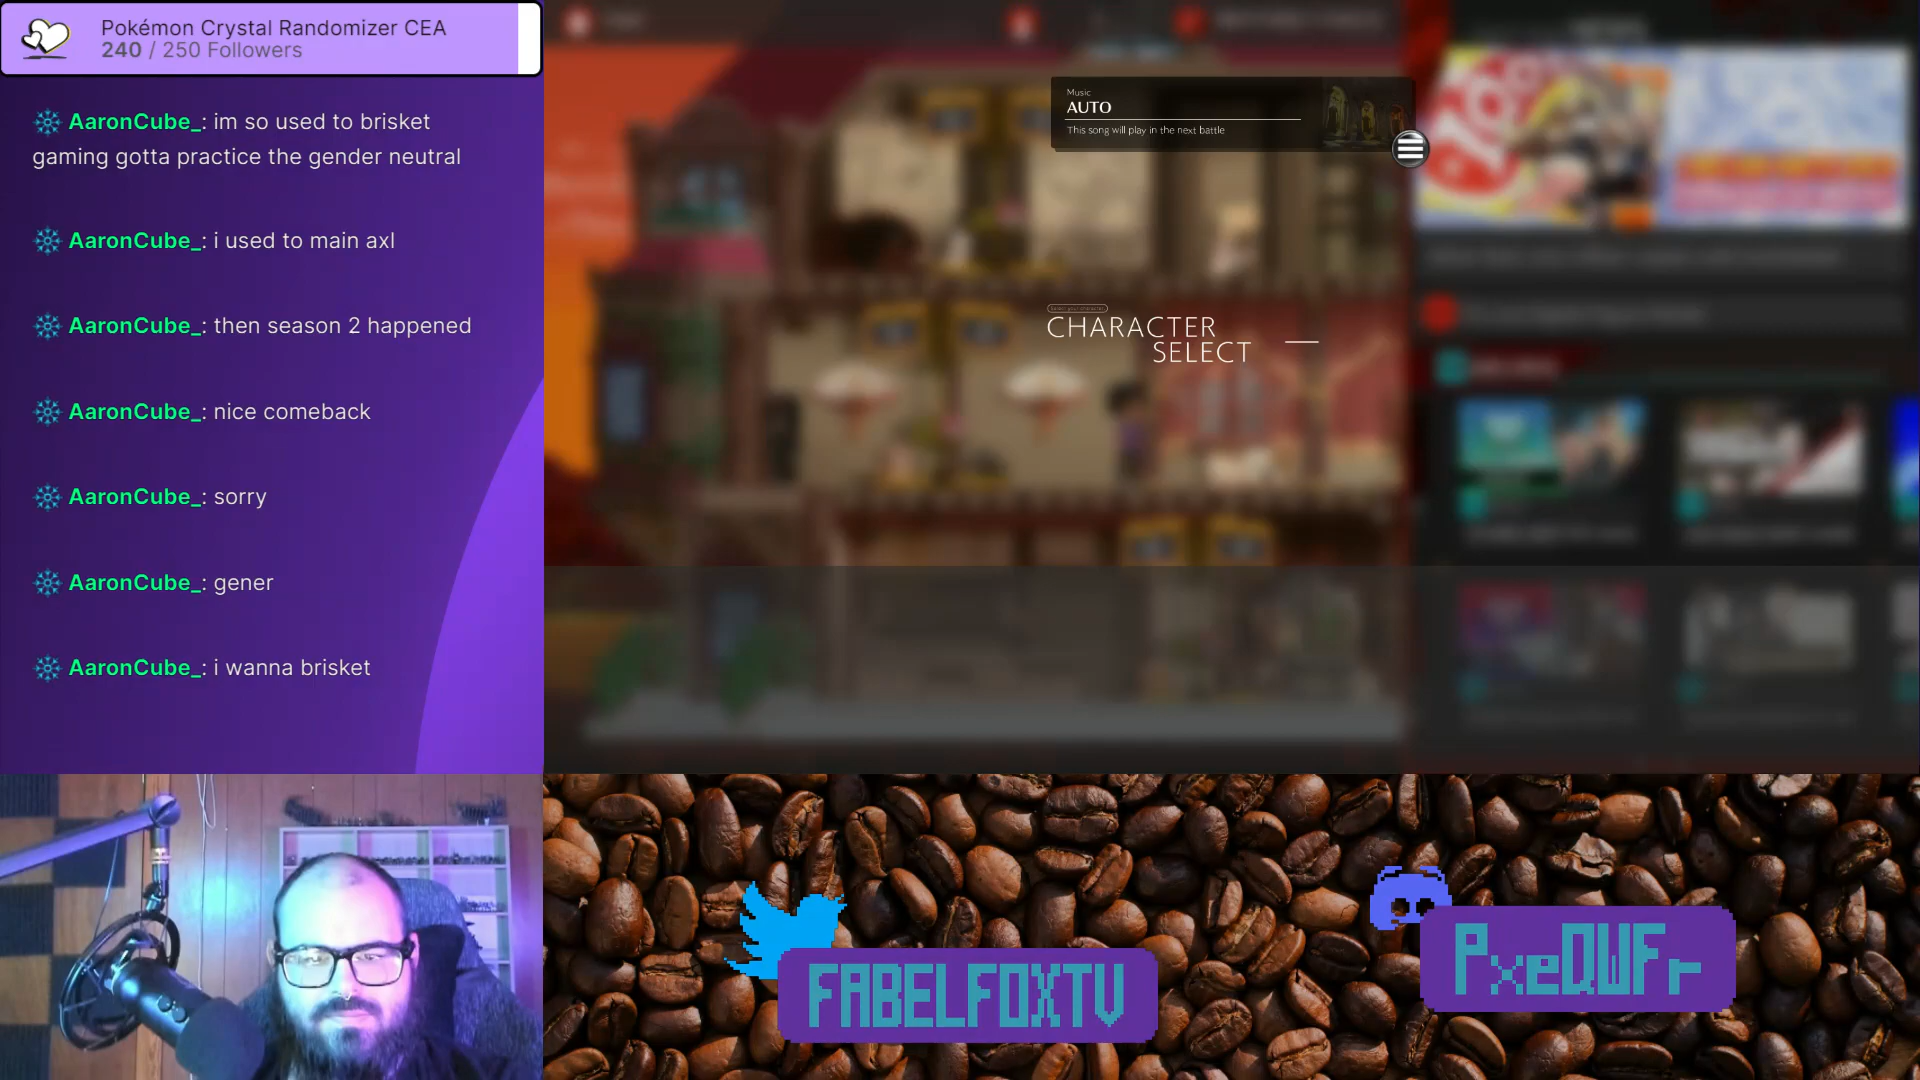 Pokémon Crystal Randomizer CEA
240 / 250 Followers
AaronCube_: im so used to brisket
gaming gotta practice the gender neutral
AaronCube_: i used to main axl
AaronCube_: then season 2 happened
AaronCube_: nice comeback
AaronCube_: sorry
AaronCube_: gener
AaronCube_: i wanna brisket
Music
AUTO
This song will play in the next battle
CHARACTER
SELECT
FABELFOXTV
PxeQWFr